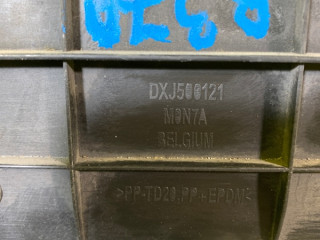 DXJ500121
M0N7A
BELGIUM
>PP-TD20,PP+EPDM<